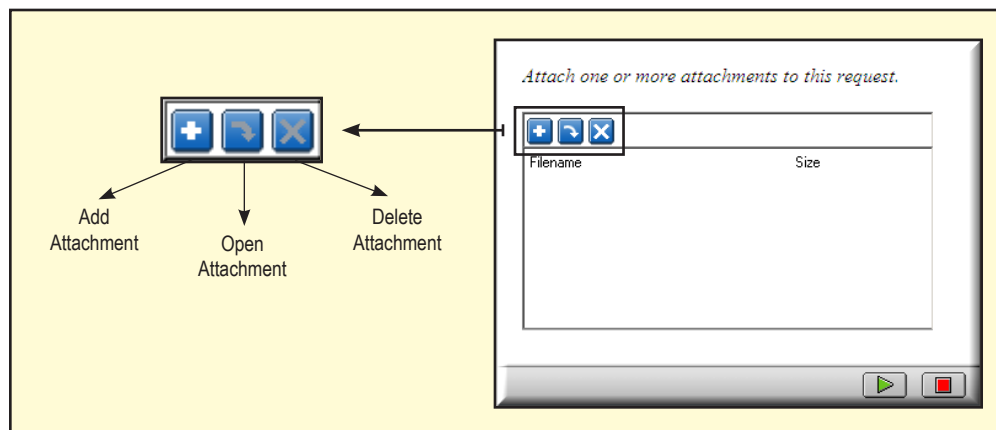 Attach one or more attachments to this request.
Filename Size
Add
Attachment
Open
Attachment
Delete
Attachment